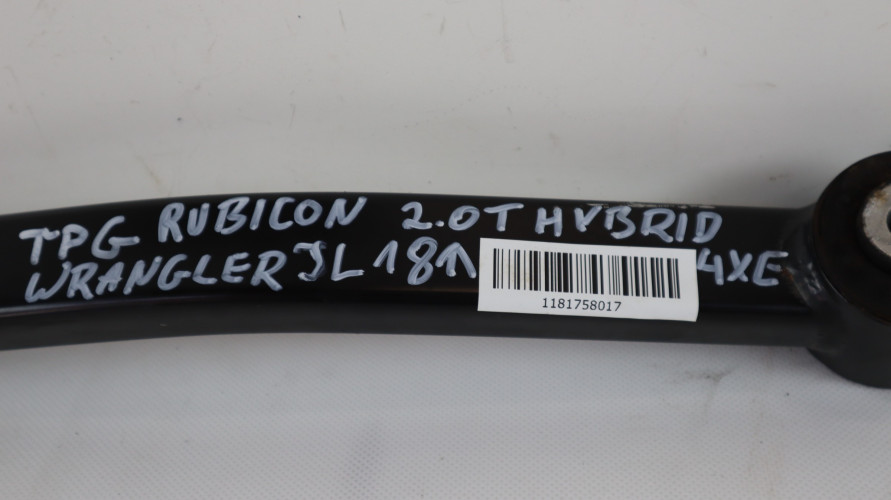 TPG RUBICON 2.0T HYBRID
WRANGLER JL 18↑ 4XE
1181758017